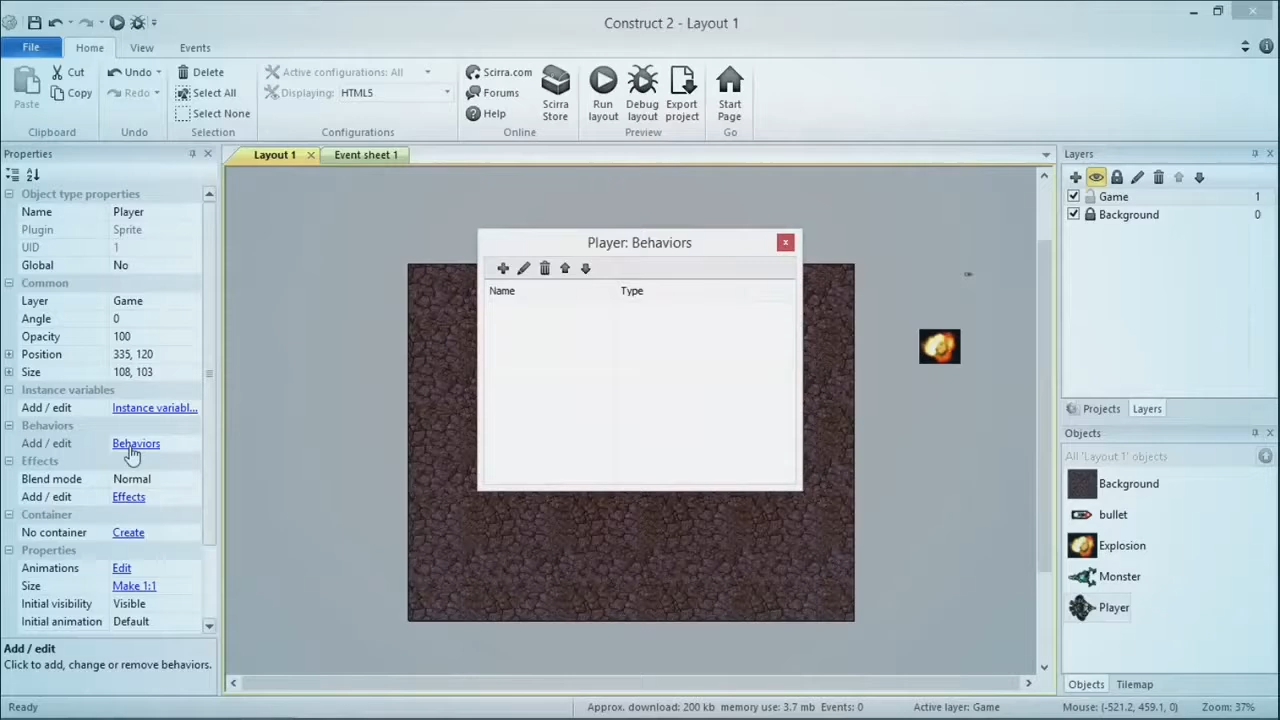 Construct 2 - Layout 1
File Home View Events
Paste Cut Copy Clipboard
Undo Redo Undo
Delete Select All Select None Selection
Active configurations: All
Displaying: HTML5
Configurations
Scirra.com Forums Help Scirra Store Online
Run layout Debug layout Export project Preview
Start Page Go
Properties
Object type properties
Name Player
Plugin Sprite
UID 1
Global No
Common
Layer Game
Angle 0
Opacity 100
Position 335, 120
Size 108, 103
Instance variables
Add / edit Instance variabl...
Behaviors
Add / edit Behaviors
Effects
Blend mode Normal
Add / edit Effects
Container
No container Create
Properties
Animations Edit
Size Make 1:1
Initial visibility Visible
Initial animation Default
Add / edit
Click to add, change or remove behaviors.
Layout 1 Event sheet 1
Player: Behaviors
Name Type
Layers
Game 1
Background 0
Projects Layers
Objects
All 'Layout 1' objects
Background
bullet
Explosion
Monster
Player
Objects Tilemap
Ready Approx. download: 200 kb memory use: 3.7 mb Events: 0 Active layer: Game Mouse: (-521.2, 459.1, 0) Zoom: 37%